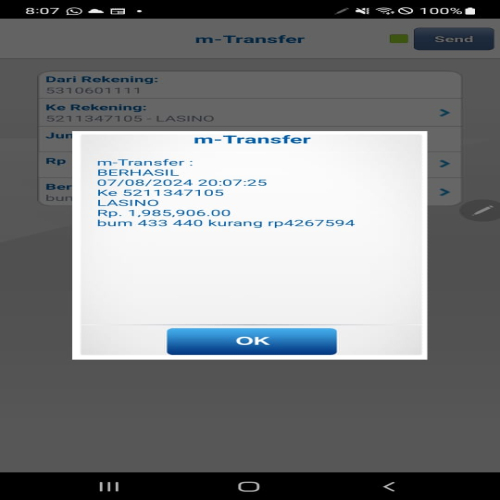 8:07
100%
m-Transfer
Send
Dari Rekening:
5310601111
Ke Rekening:
5211347105 - LASINO
Jum
Rp
Ber
bum
m-Transfer
m-Transfer :
BERHASIL
07/08/2024 20:07:25
Ke 5211347105
LASINO
Rp. 1,985,906.00
bum 433 440 kurang rp4267594
OK